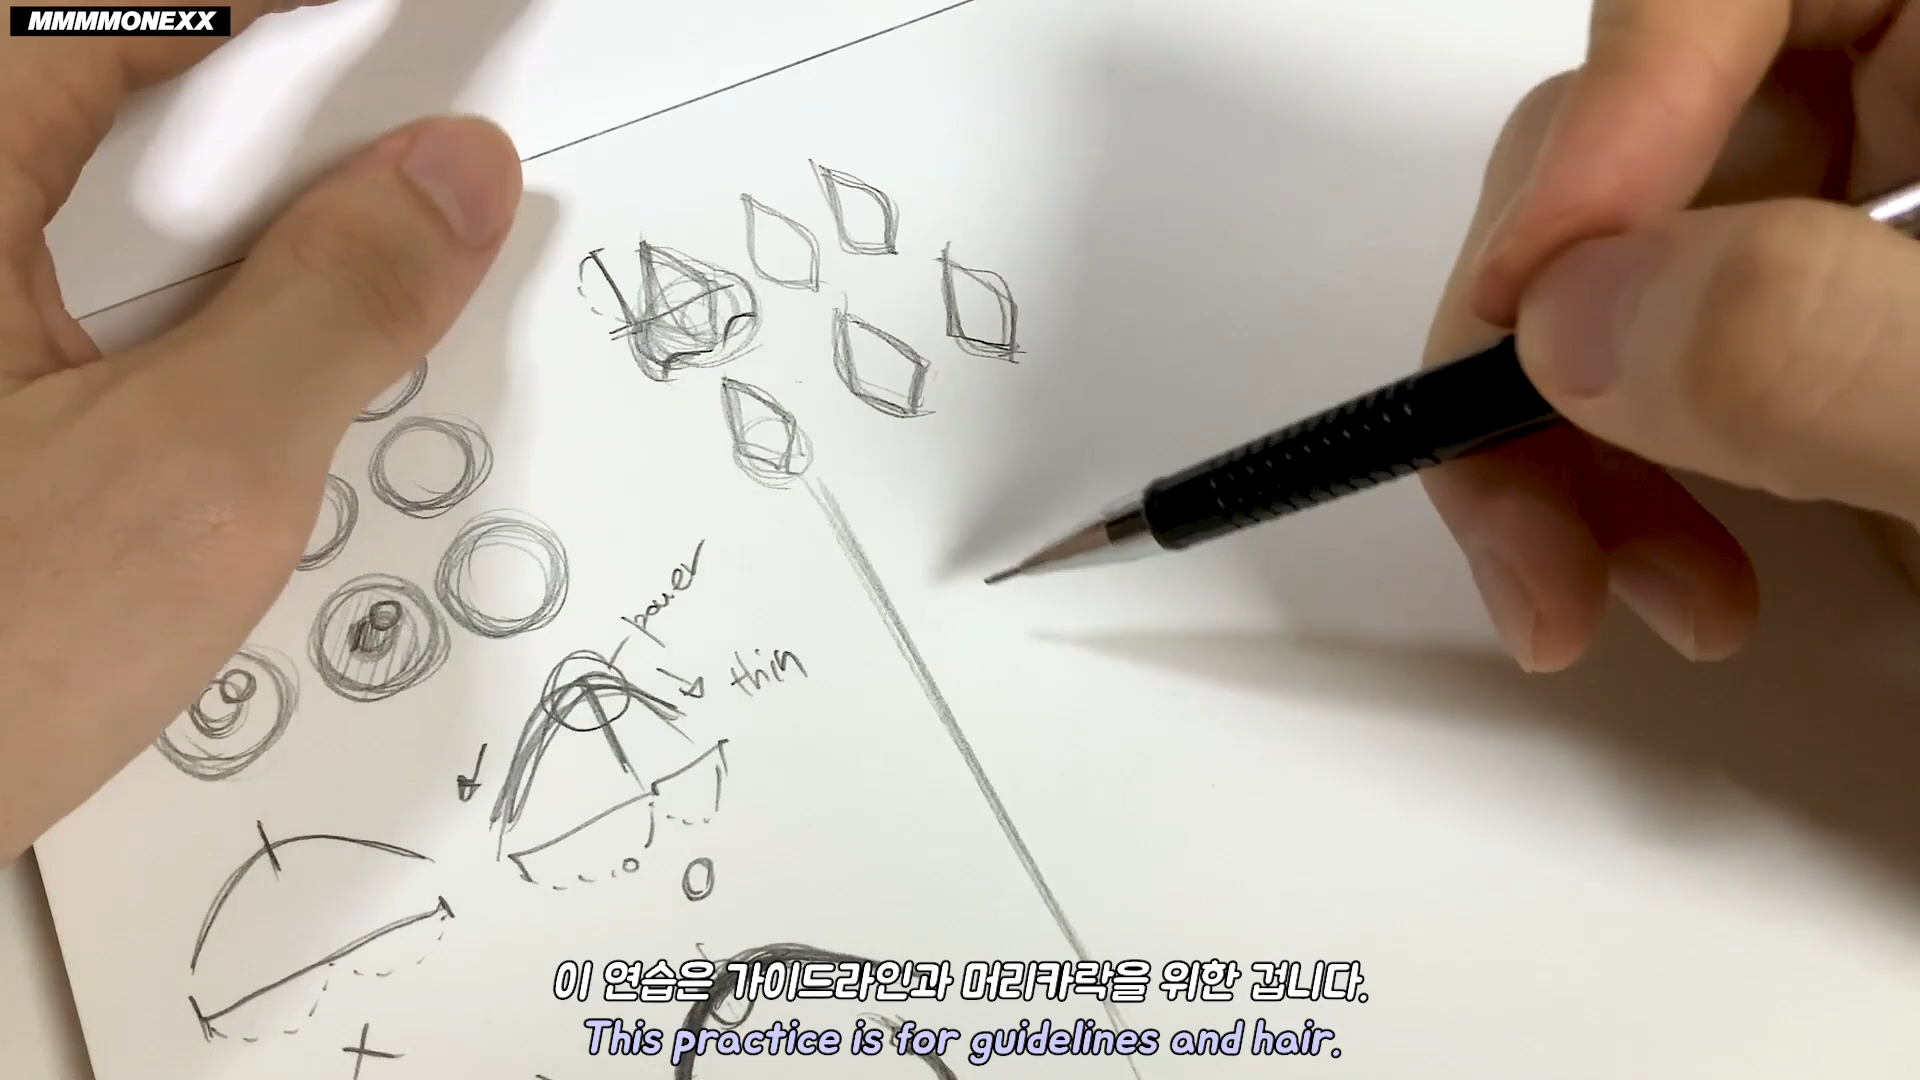 MMMMONEXX
power
thin
이 연습은 가이드라인과 머리카락을 위한 겁니다.
This practice is for guidelines and hair.